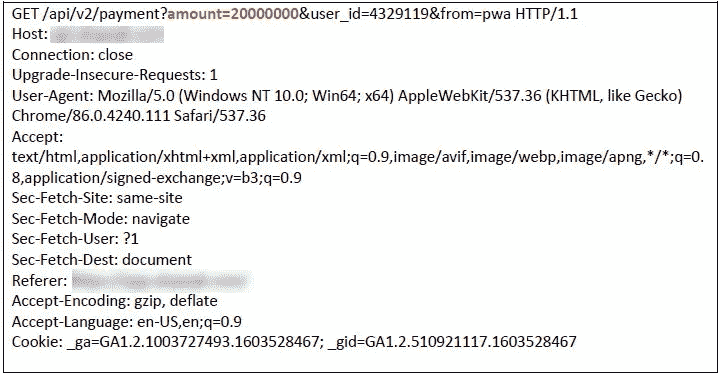 GET /api/v2/payment?amount=20000000&user_id=4329119&from=pwa HTTP/1.1
Host:
Connection: close
Upgrade-Insecure-Requests: 1
User-Agent: Mozilla/5.0 (Windows NT 10.0; Win64; x64) AppleWebKit/537.36 (KHTML, like Gecko)
Chrome/86.0.4240.111 Safari/537.36
Accept:
text/html,application/xhtml+xml,application/xml;q=0.9,image/avif,image/webp,image/apng,*/*;q=0.
8,application/signed-exchange;v=b3;q=0.9
Sec-Fetch-Site: same-site
Sec-Fetch-Mode: navigate
Sec-Fetch-User: ?1
Sec-Fetch-Dest: document
Referer:
Accept-Encoding: gzip, deflate
Accept-Language: en-US,en;q=0.9
Cookie: _ga=GA1.2.1003727493.1603528467; _gid=GA1.2.510921117.1603528467